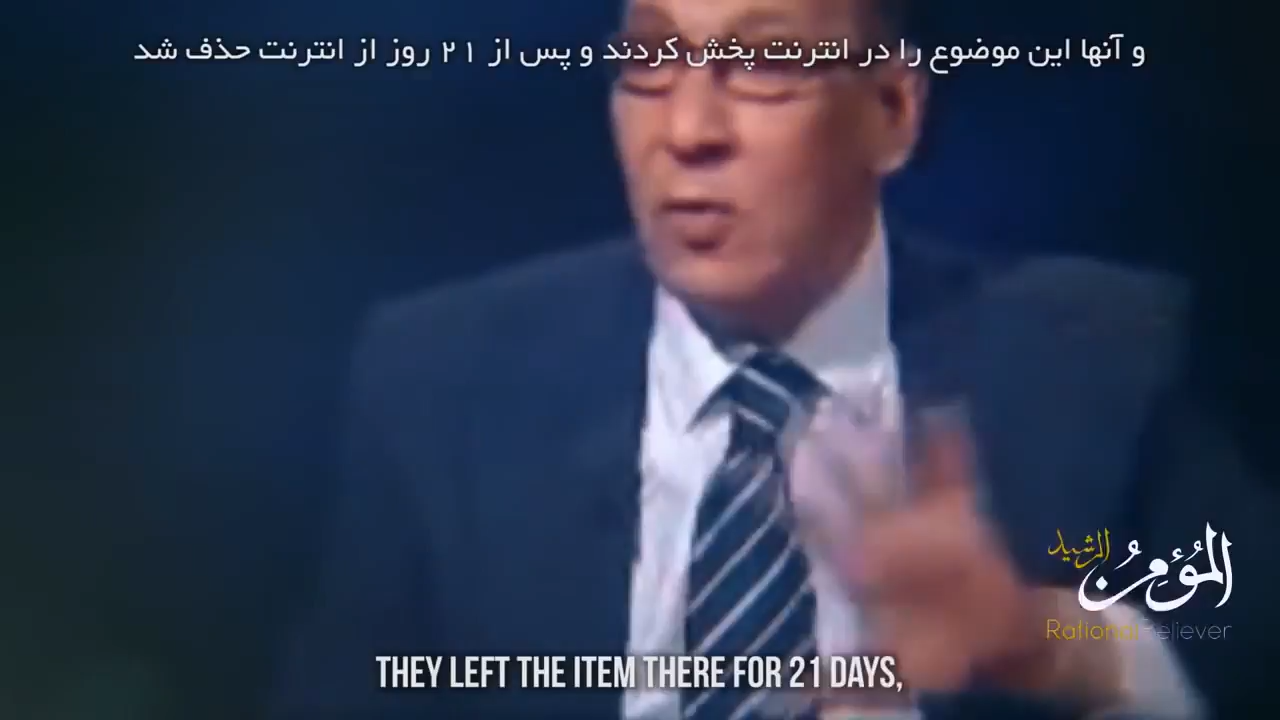 و آنها این موضوع را در انترنت پخش کردند و پس از ۲۱ روز از انترنت حذف شد
المؤمن الرشيد
Rational Believer
THEY LEFT THE ITEM THERE FOR 21 DAYS,